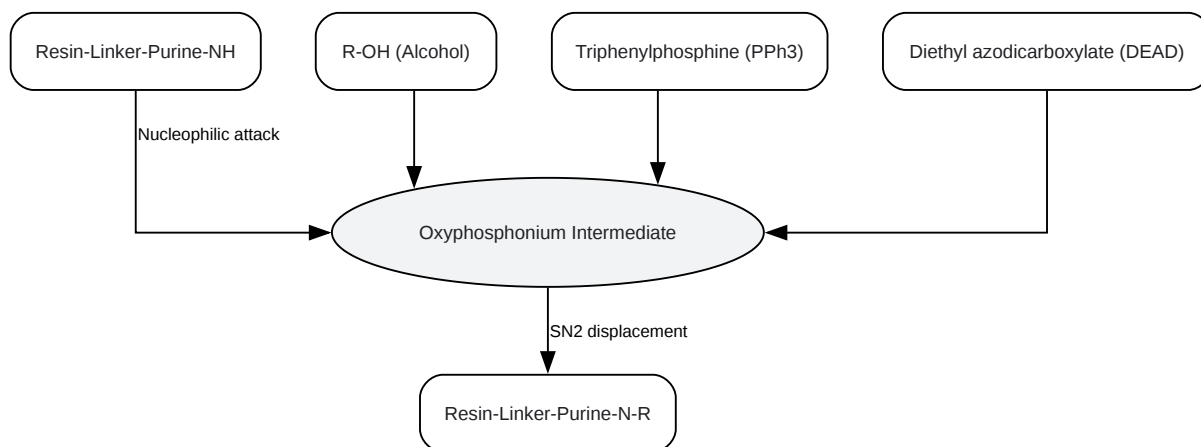 Resin-Linker-Purine-NH
R-OH (Alcohol)
Triphenylphosphine (PPh3)
Diethyl azodicarboxylate (DEAD)
Nucleophilic attack
Oxyphosphonium Intermediate
SN2 displacement
Resin-Linker-Purine-N-R